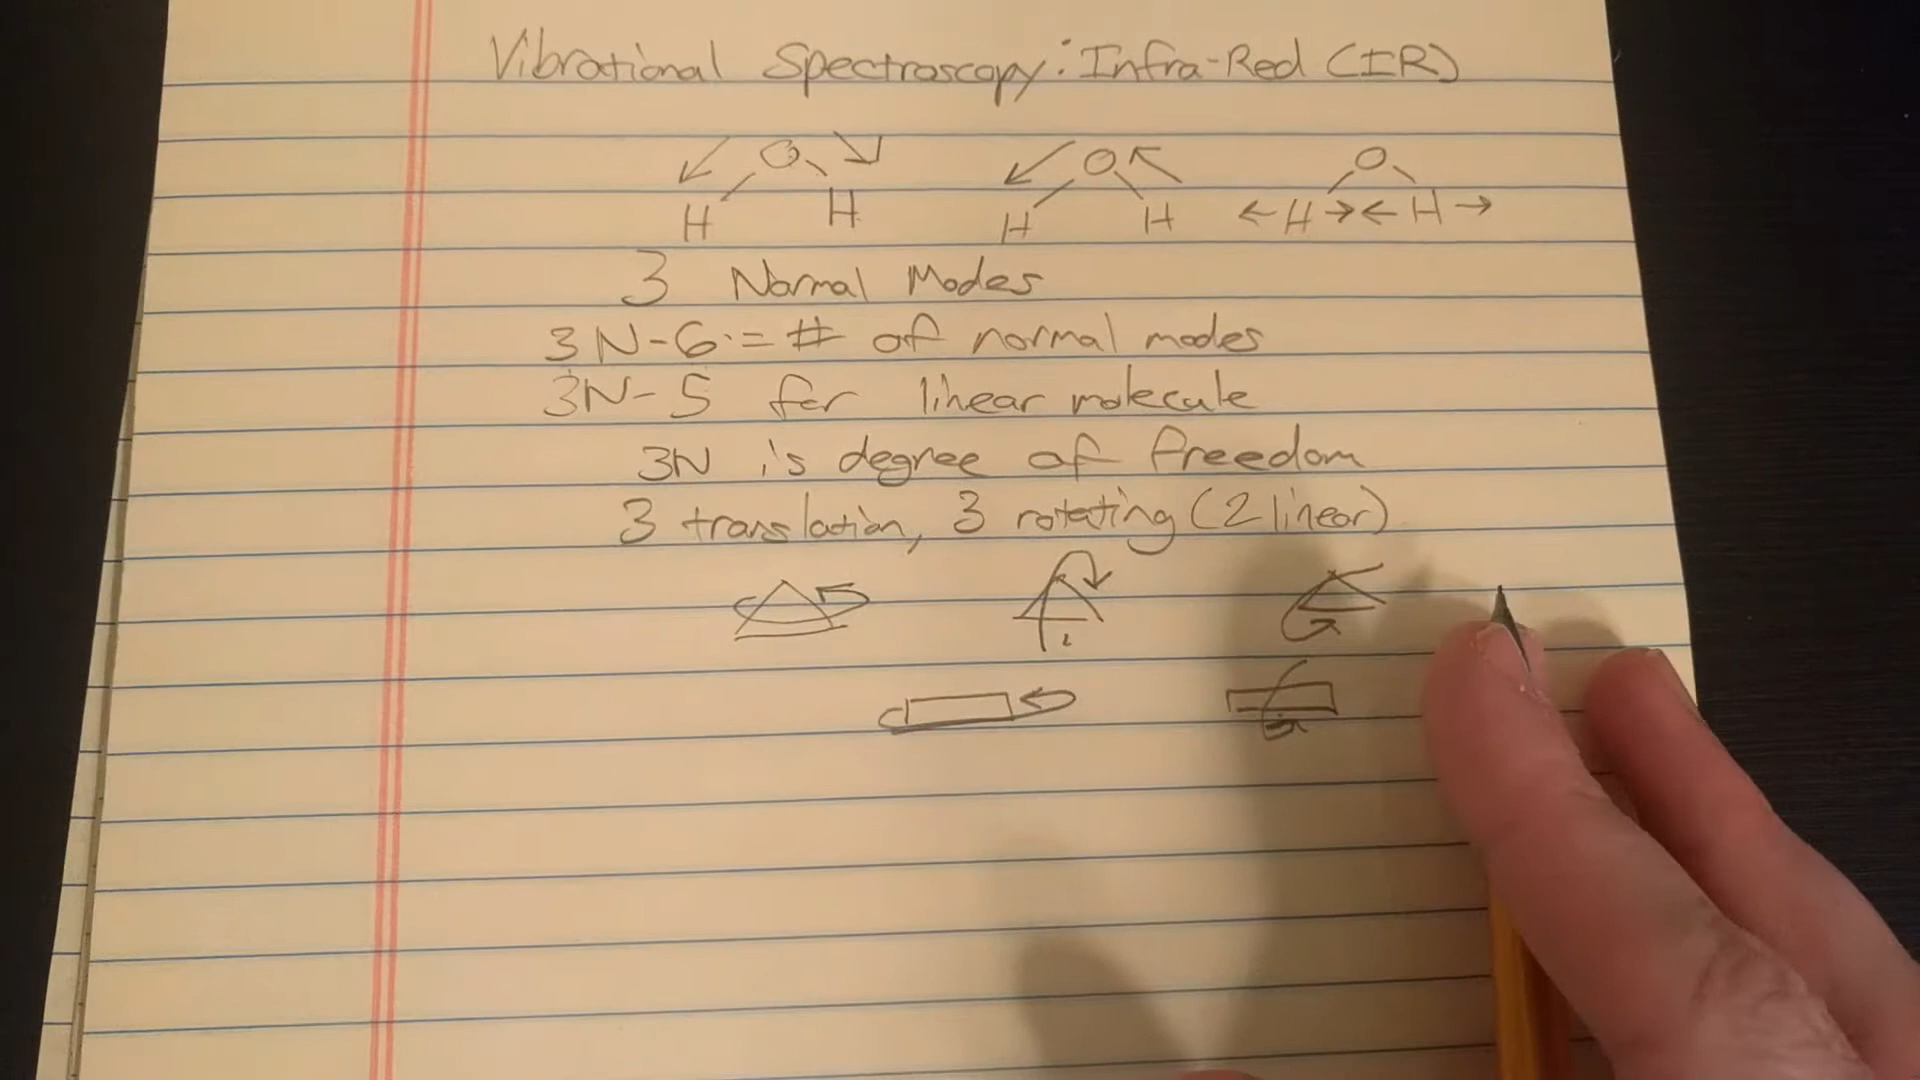 Vibrational Spectroscopy: Infra-Red (IR)
O O O
H H H H ←H→←H→
3 Normal Modes
3N-6 = # of normal modes
3N-5 for linear molecule
3N is degree of freedom
3 translation, 3 rotating (2 linear)